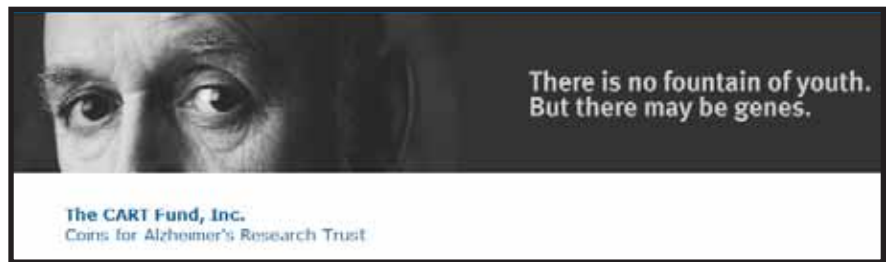 There is no fountain of youth.
But there may be genes.
The CART Fund, Inc.
Coins for Alzheimer's Research Trust